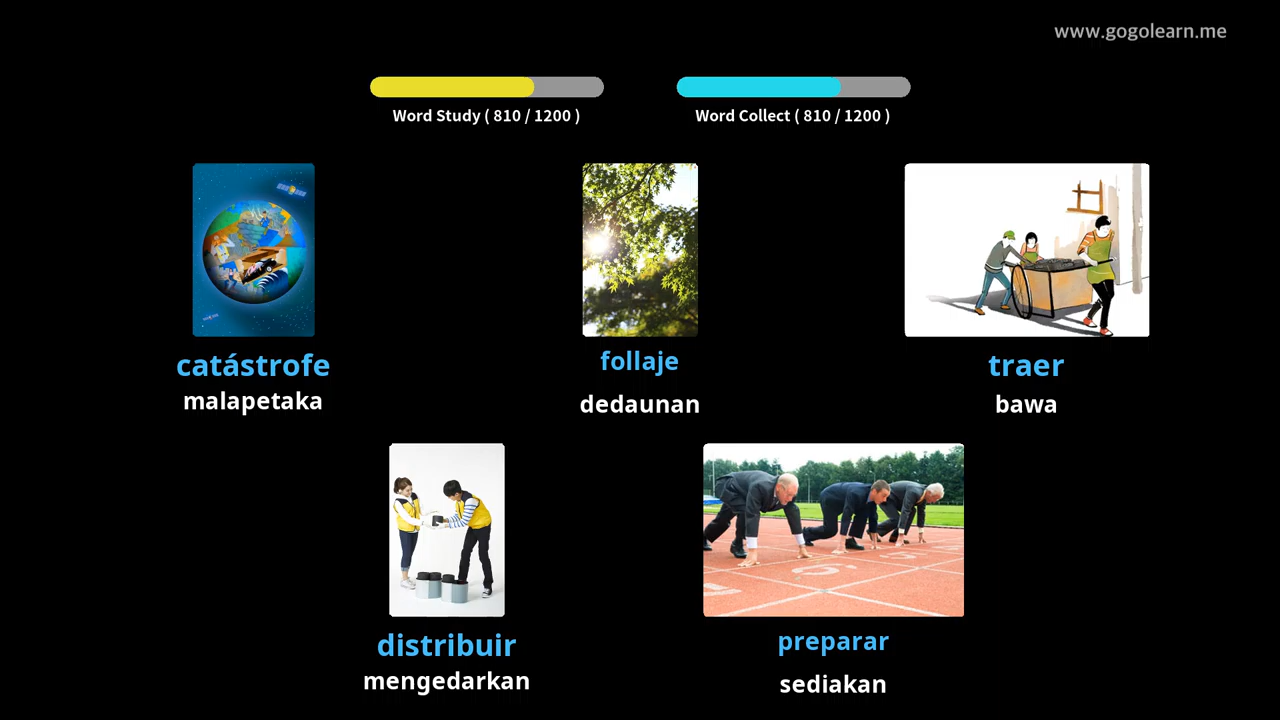 www.gogolearn.me
Word Study ( 810 / 1200 )
Word Collect ( 810 / 1200 )
catástrofe
malapetaka
follaje
dedaunan
traer
bawa
distribuir
mengedarkan
preparar
sediakan